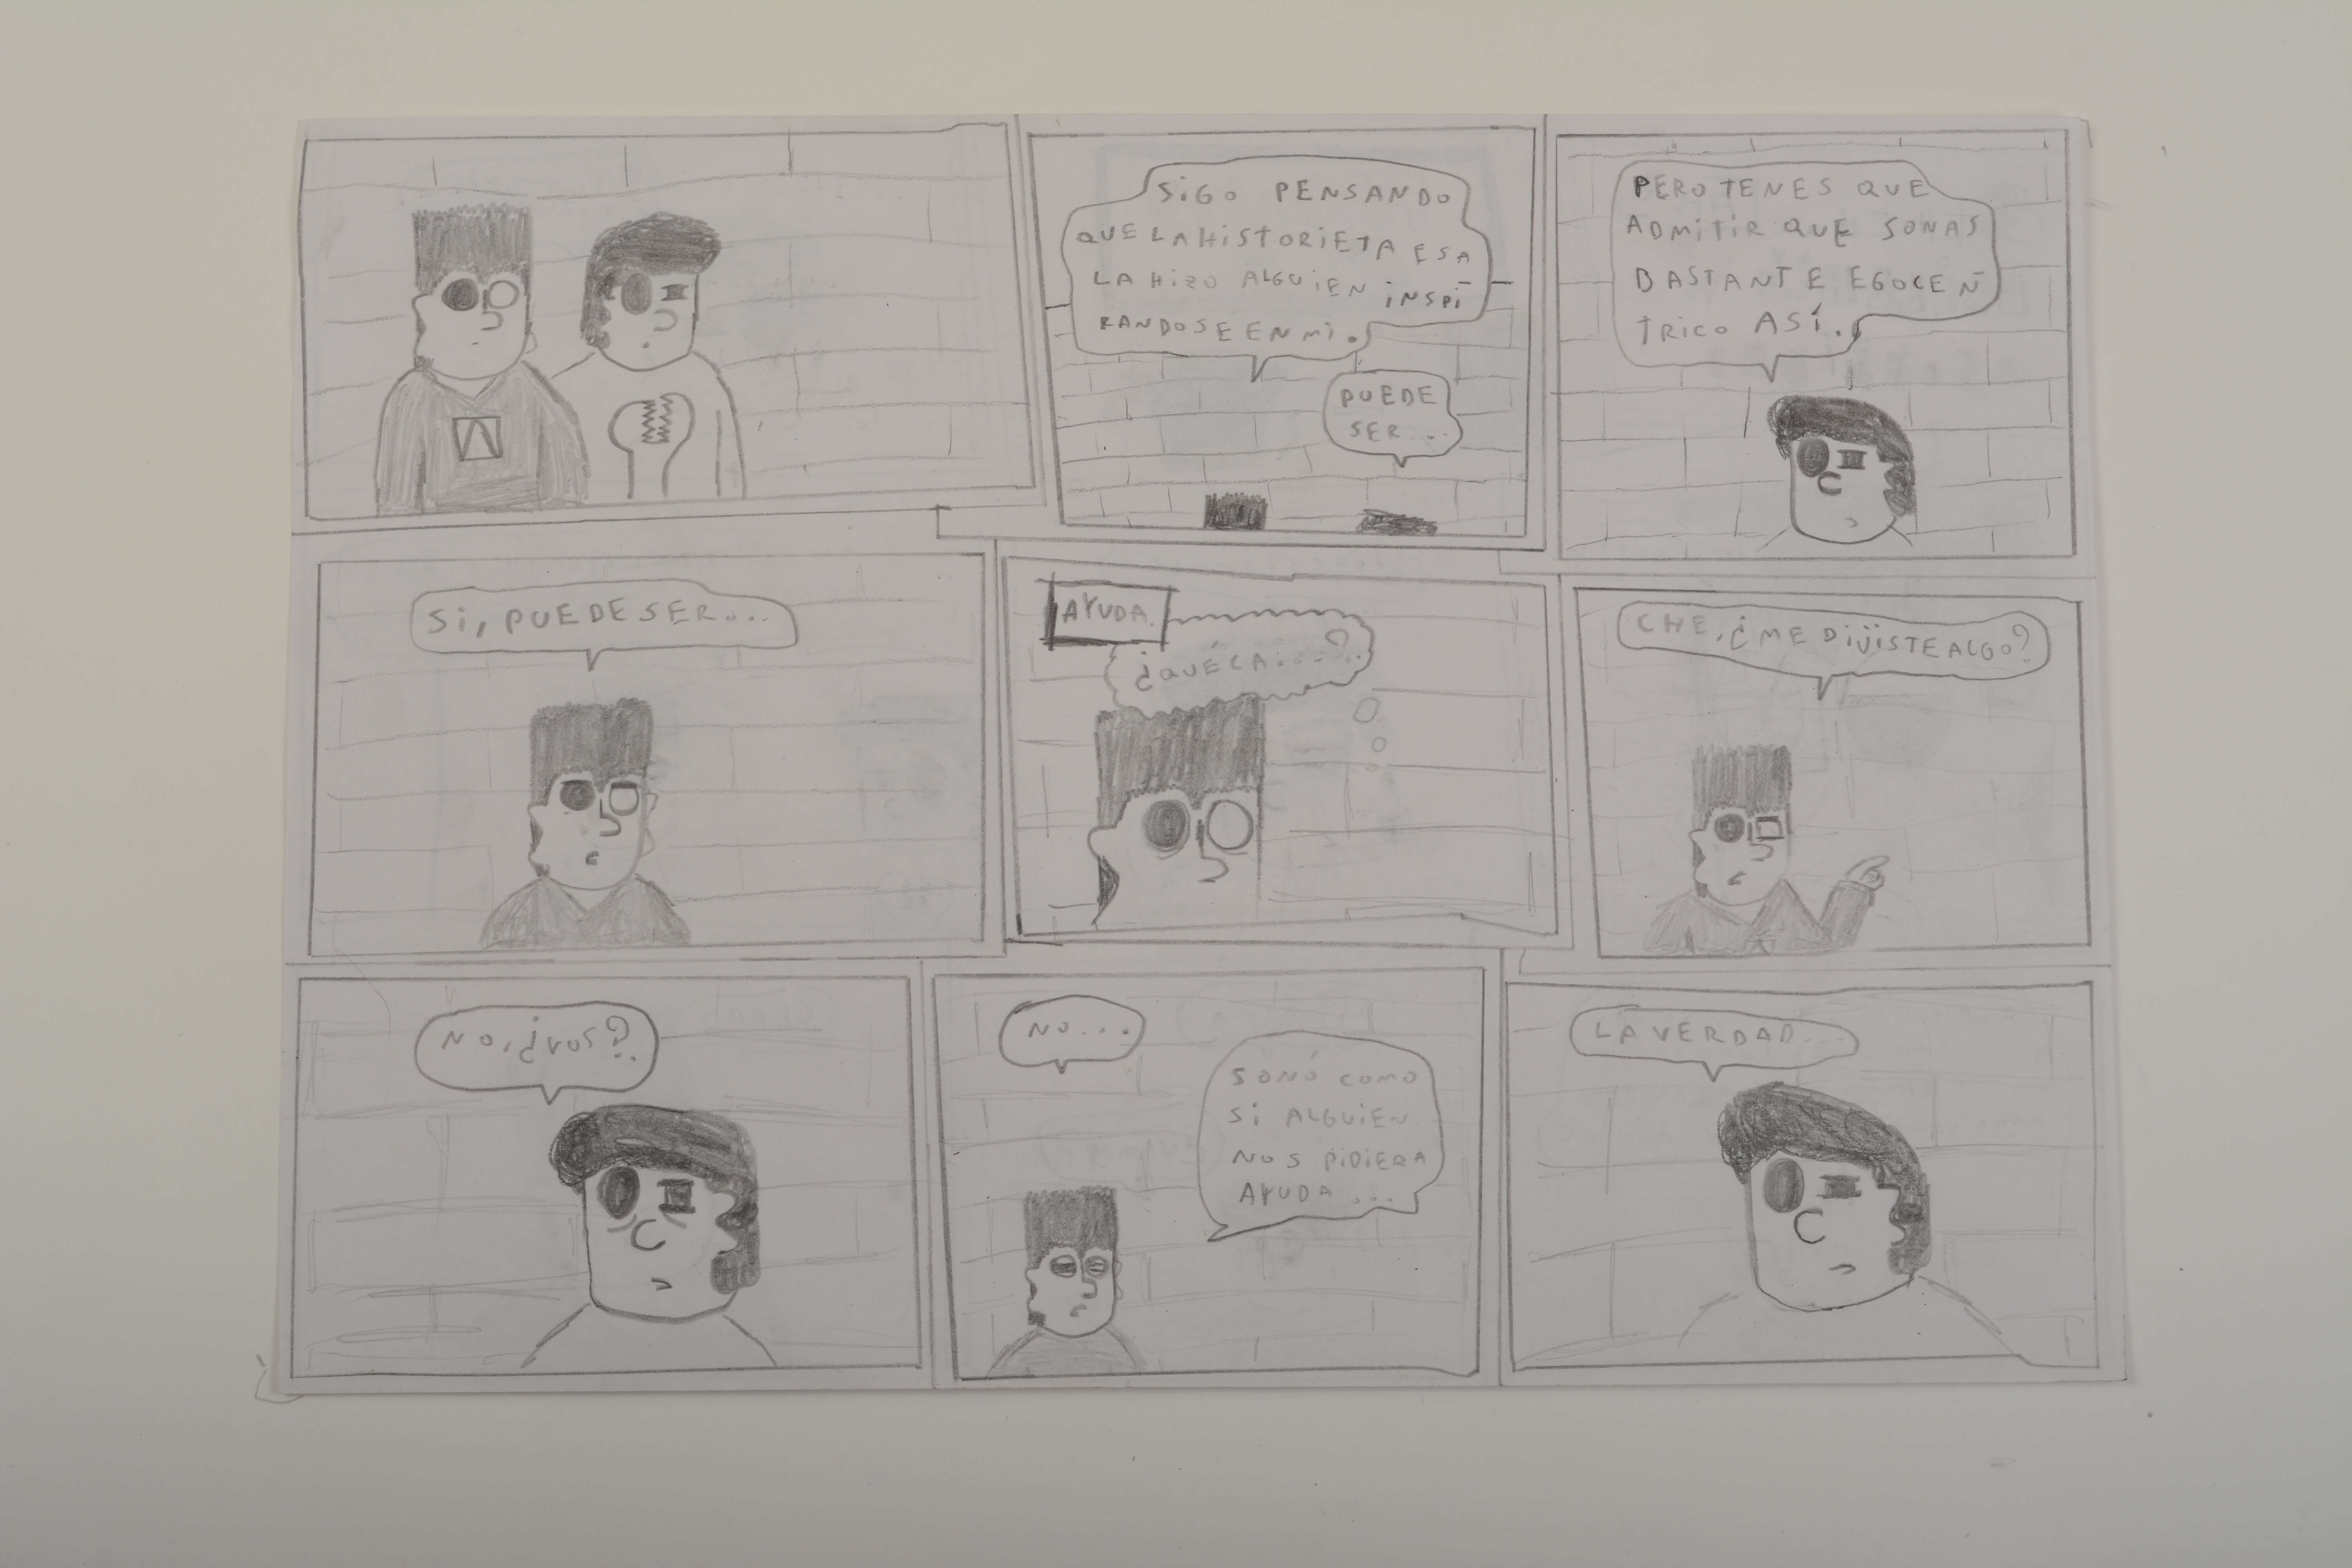 SIGO PENSANDO
QUE LA HISTORIETA ESA
LA HIZO ALGUIEN INSPI-
RANDOSE EN MI.
PUEDE
SER...
PERO TENES QUE
ADMITIR QUE SONAS
BASTANTE EGOCEN-
TRICO ASÍ.
SI, PUEDE SER...
AYUDA.
¿QUÉ CA....?
CHE, ¿ME DIJISTE ALGO?
NO, ¿VOS?
NO...
SONÓ COMO
SI ALGUIEN
NOS PIDIERA
AYUDA...
LA VERDAD...